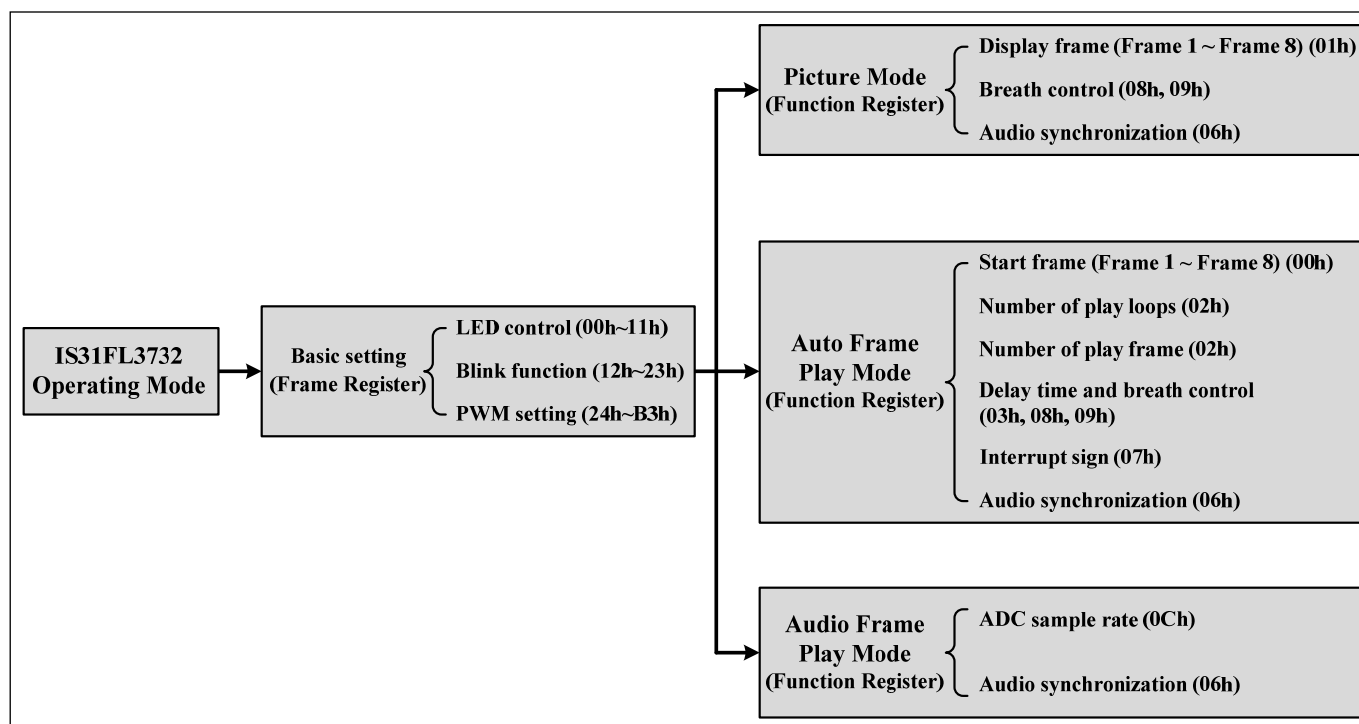 IS31FL3732
Operating Mode
Basic setting
(Frame Register)
LED control (00h~11h)
Blink function (12h~23h)
PWM setting (24h~B3h)
Picture Mode
(Function Register)
Display frame (Frame 1 ~ Frame 8) (01h)
Breath control (08h, 09h)
Audio synchronization (06h)
Auto Frame
Play Mode
(Function Register)
Start frame (Frame 1 ~ Frame 8) (00h)
Number of play loops (02h)
Number of play frame (02h)
Delay time and breath control
(03h, 08h, 09h)
Interrupt sign (07h)
Audio synchronization (06h)
Audio Frame
Play Mode
(Function Register)
ADC sample rate (0Ch)
Audio synchronization (06h)